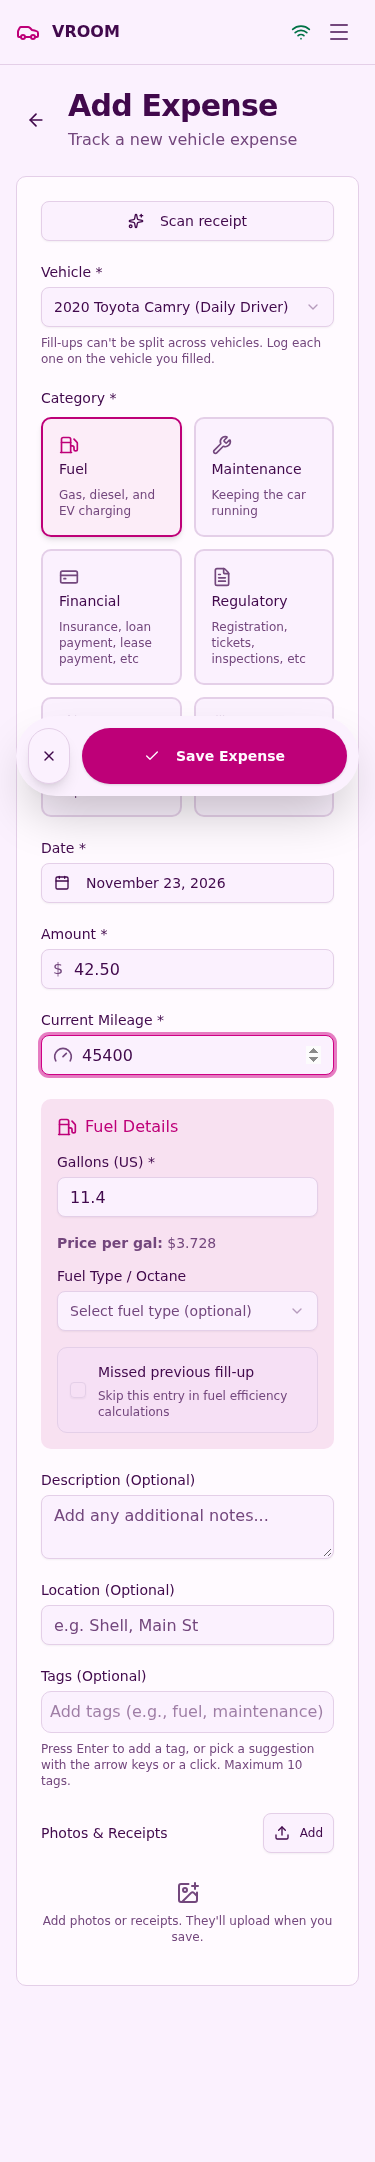 VROOM
Add Expense
Track a new vehicle expense
Scan receipt
Vehicle *
2020 Toyota Camry (Daily Driver)
Fill-ups can't be split across vehicles. Log each
one on the vehicle you filled.
Category *
Fuel
Gas, diesel, and
EV charging
Maintenance
Keeping the car
running
Financial
Insurance, loan
payment, lease
payment, etc
Regulatory
Registration,
tickets,
inspections, etc
Save Expense
Date *
November 23, 2026
Amount *
$ 42.50
Current Mileage *
45400
Fuel Details
Gallons (US) *
11.4
Price per gal: $3.728
Fuel Type / Octane
Select fuel type (optional)
Missed previous fill-up
Skip this entry in fuel efficiency
calculations
Description (Optional)
Add any additional notes...
Location (Optional)
e.g. Shell, Main St
Tags (Optional)
Add tags (e.g., fuel, maintenance)
Press Enter to add a tag, or pick a suggestion
with the arrow keys or a click. Maximum 10
tags.
Photos & Receipts
Add
Add photos or receipts. They'll upload when you
save.